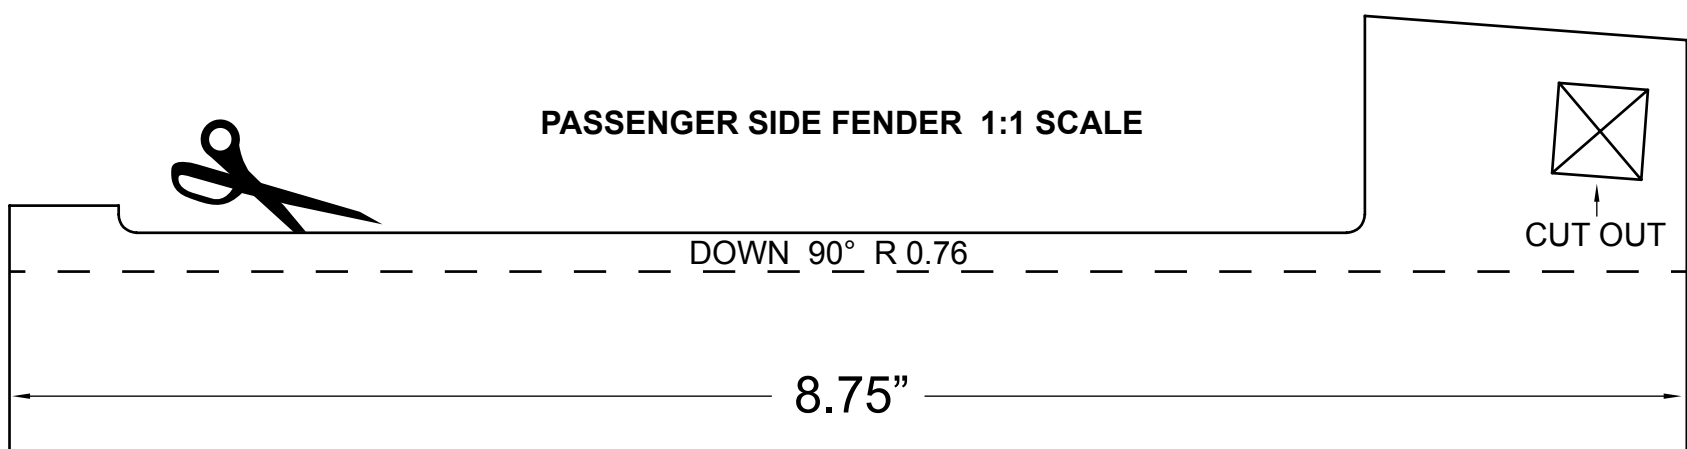 PASSENGER SIDE FENDER  1:1 SCALE
CUT OUT
DOWN  90°  R 0.76
8.75”